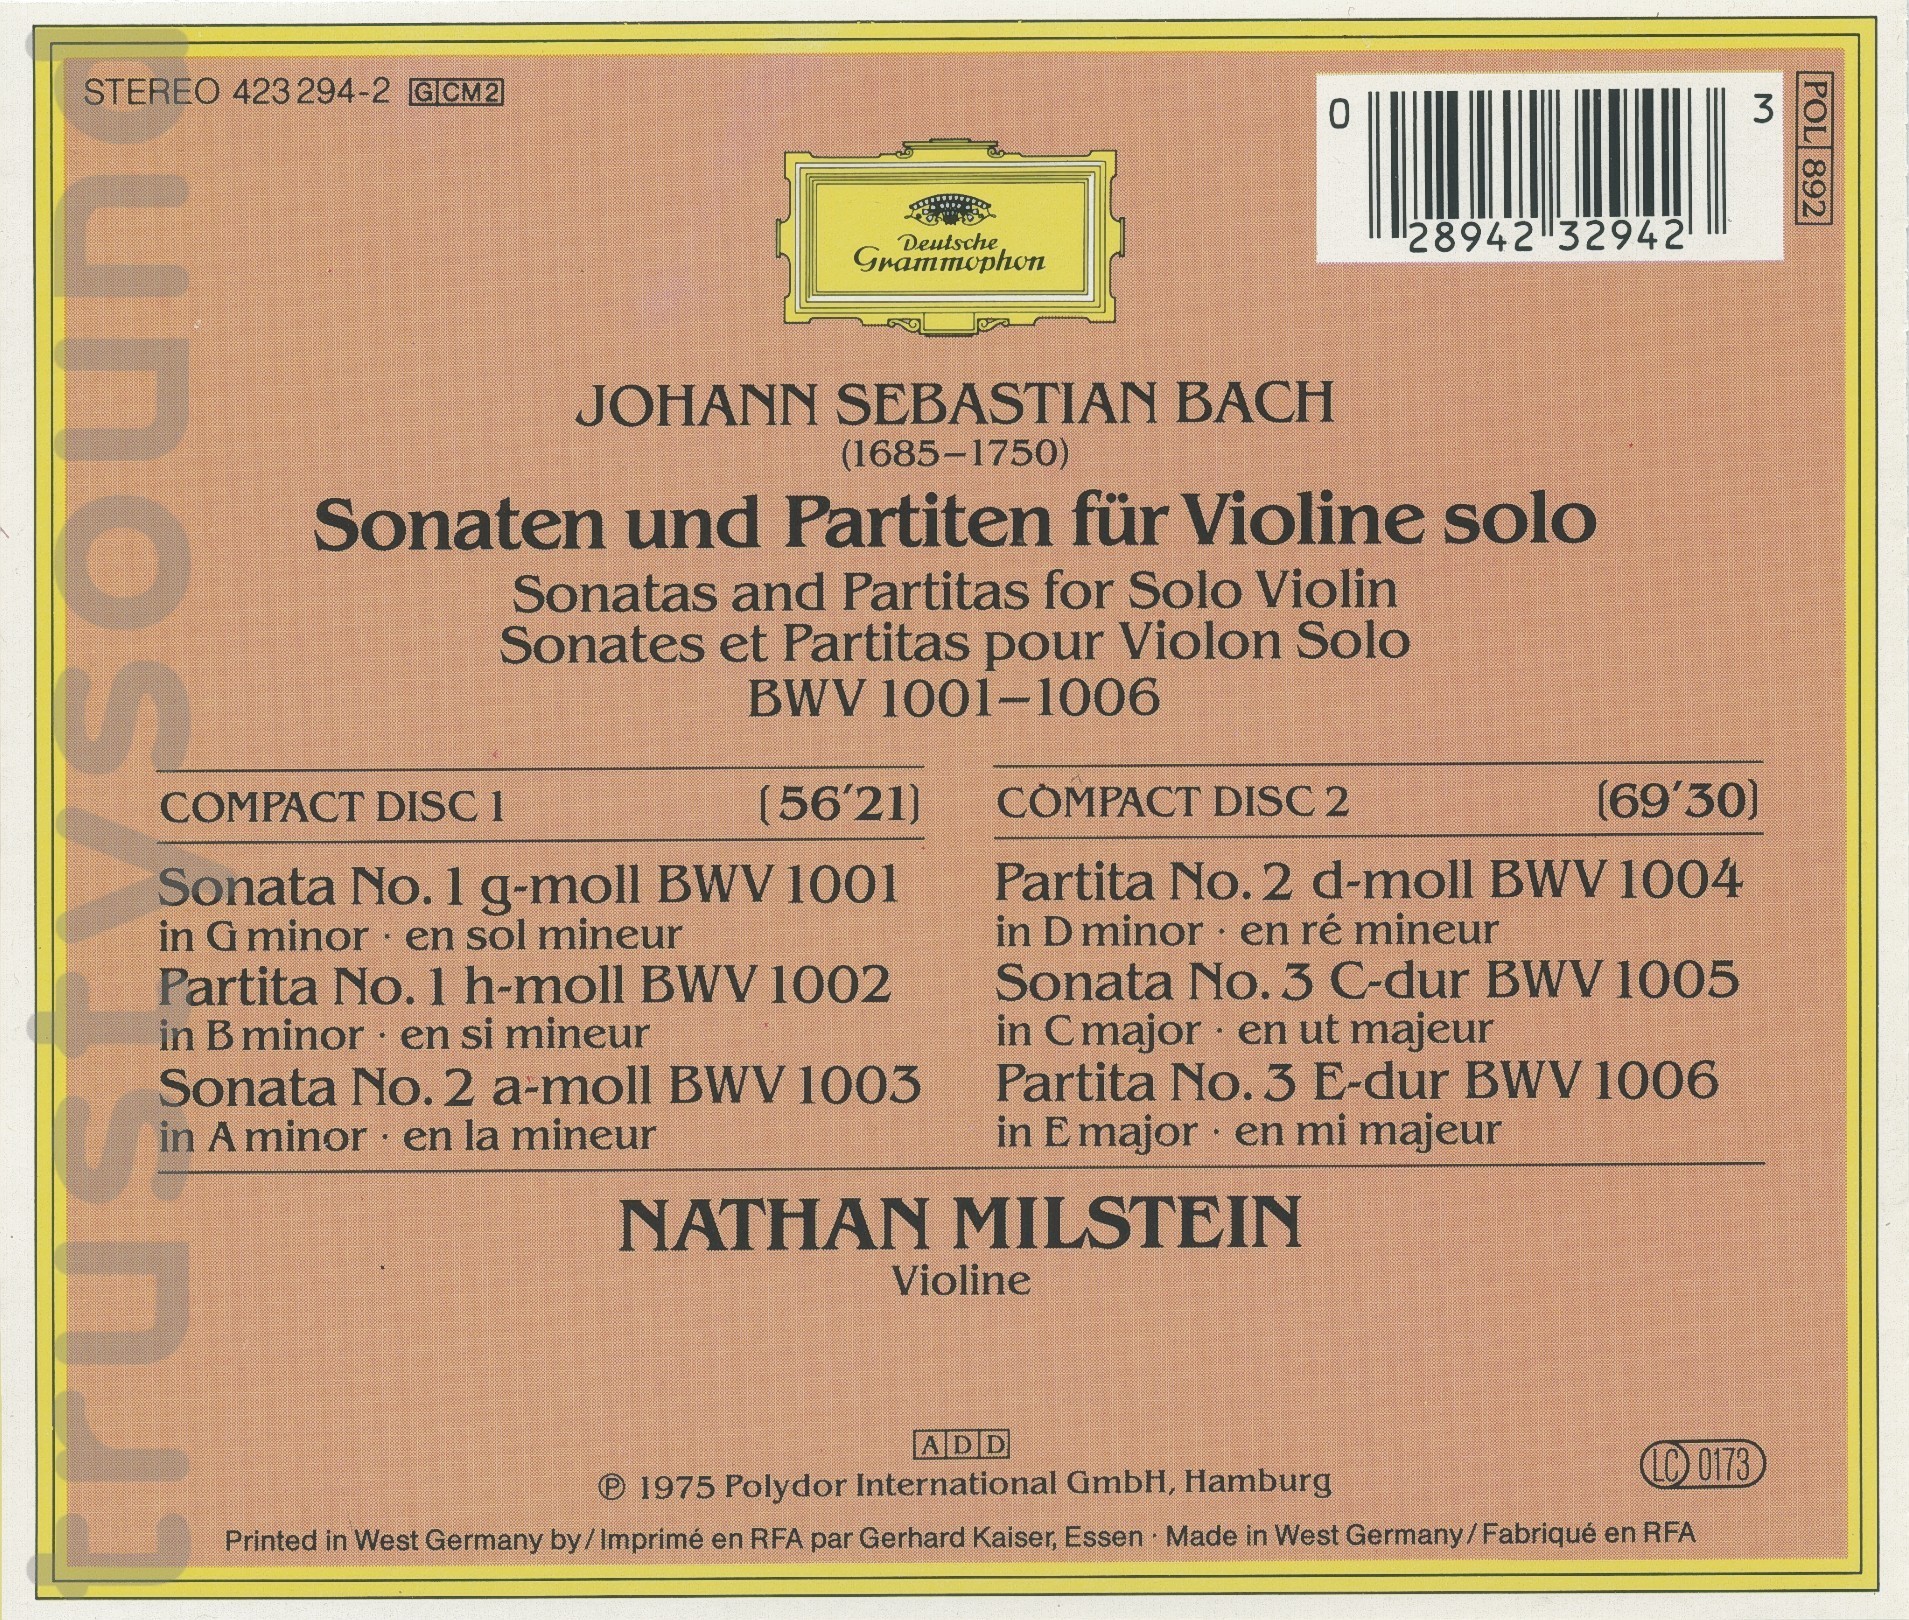 STEREO 423 294-2 G CM2
0 28942 32942 3
POL 892
Deutsche
Grammophon
JOHANN SEBASTIAN BACH
(1685–1750)
Sonaten und Partiten für Violine solo
Sonatas and Partitas for Solo Violin
Sonates et Partitas pour Violon Solo
BWV 1001–1006
COMPACT DISC 1 (56'21)
Sonata No. 1 g-moll BWV 1001
in G minor · en sol mineur
Partita No. 1 h-moll BWV 1002
in B minor · en si mineur
Sonata No. 2 a-moll BWV 1003
in A minor · en la mineur
COMPACT DISC 2 (69'30)
Partita No. 2 d-moll BWV 1004
in D minor · en ré mineur
Sonata No. 3 C-dur BWV 1005
in C major · en ut majeur
Partita No. 3 E-dur BWV 1006
in E major · en mi majeur
NATHAN MILSTEIN
Violine
ADD
℗ 1975 Polydor International GmbH, Hamburg
LC 0173
Printed in West Germany by / Imprimé en RFA par Gerhard Kaiser, Essen · Made in West Germany / Fabriqué en RFA
trustysound